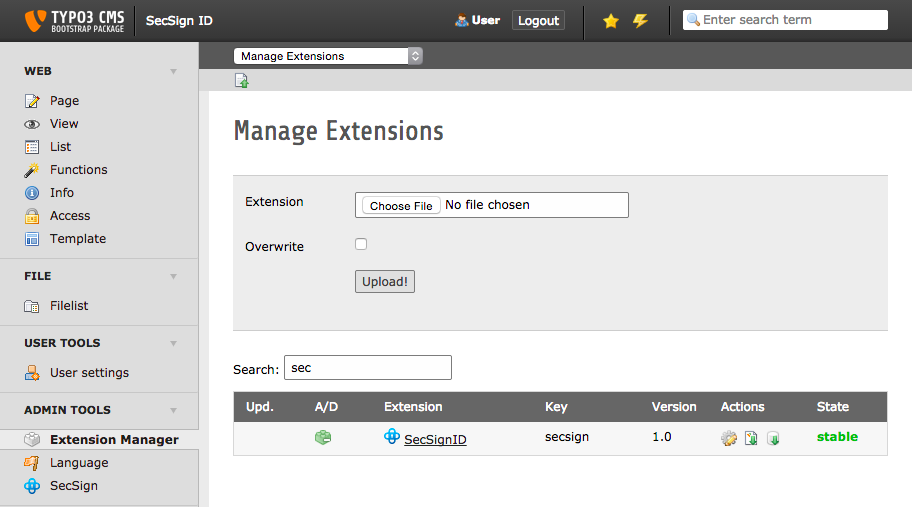 TYPO3 CMS
BOOTSTRAP PACKAGE
SecSign ID
User
Logout
Enter search term
Manage Extensions
WEB
Page
View
List
Functions
Info
Access
Template
FILE
Filelist
USER TOOLS
User settings
ADMIN TOOLS
Extension Manager
Language
SecSign
Manage Extensions
Extension Choose File No file chosen
Overwrite
Upload!
Search: sec
Upd. A/D Extension Key Version Actions State
SecSignID secsign 1.0 stable